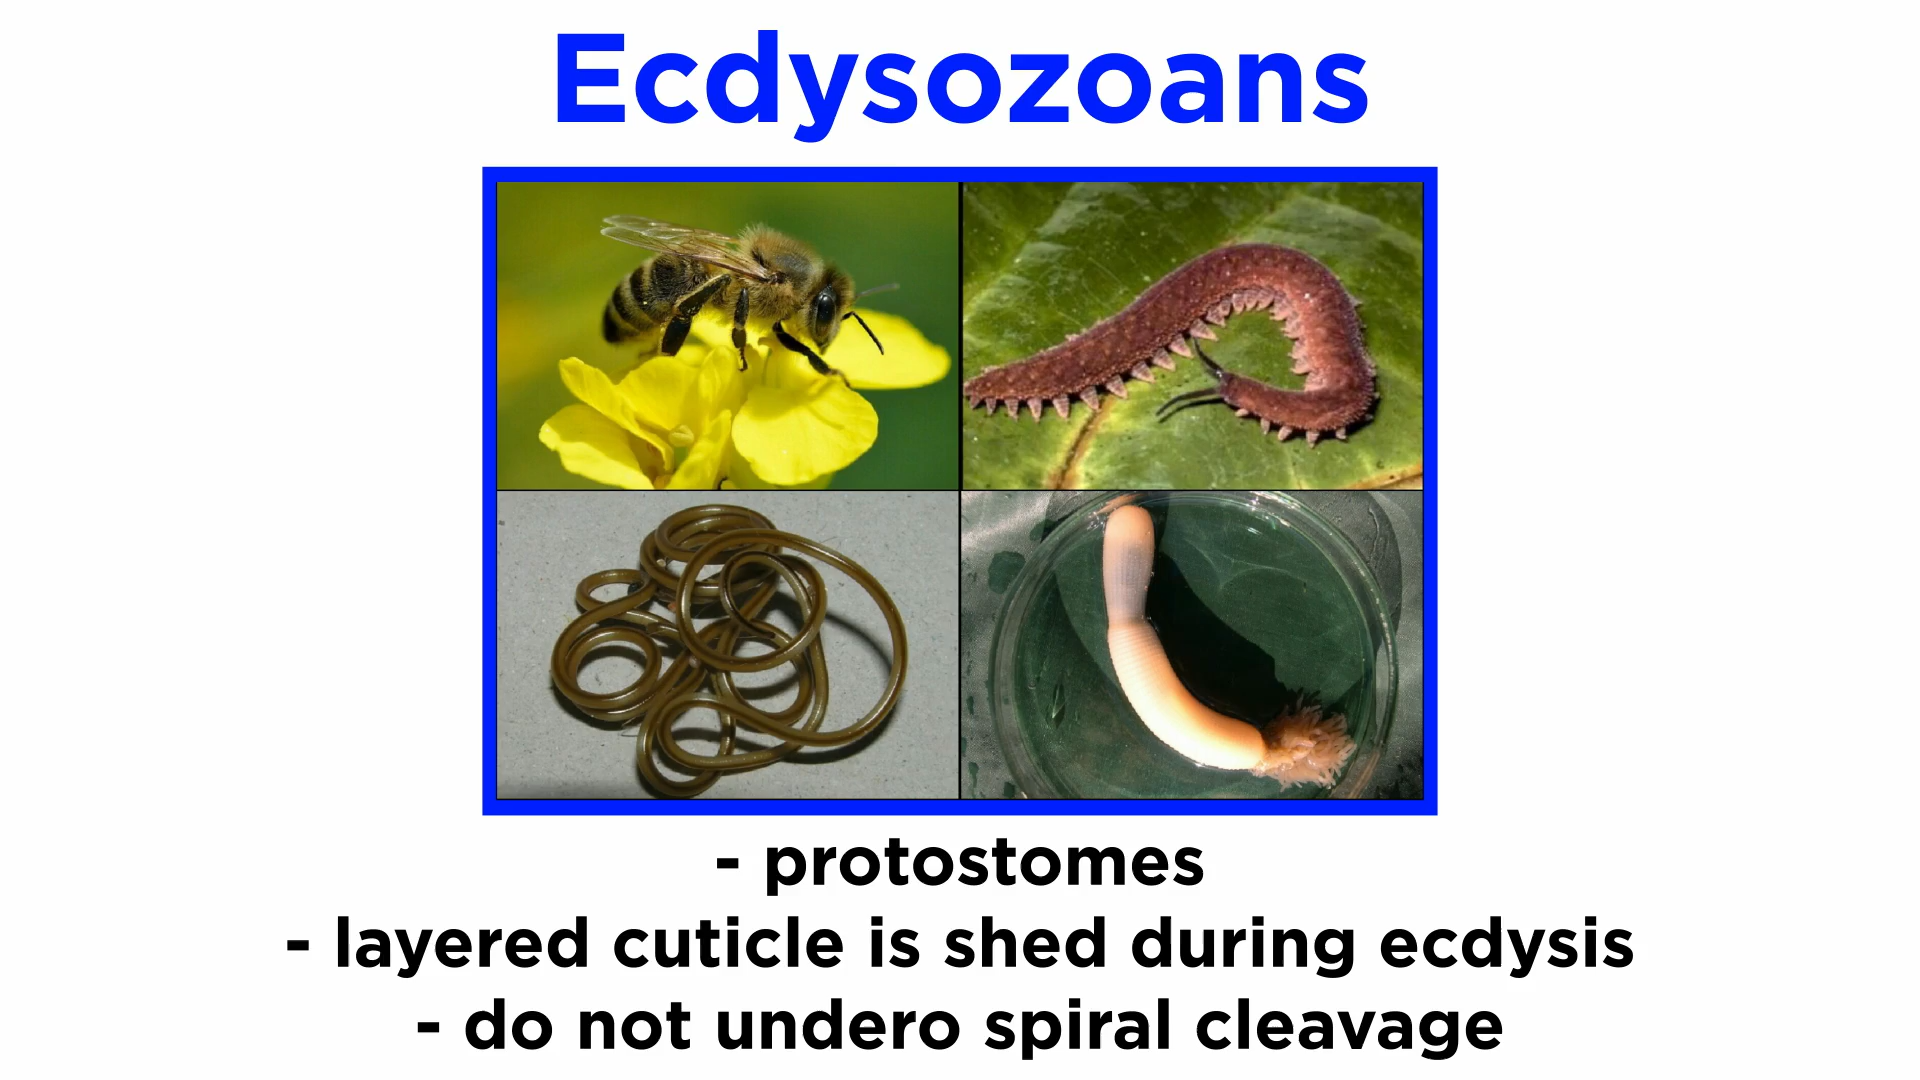 Ecdysozoans
- protostomes
- layered cuticle is shed during ecdysis
- do not undero spiral cleavage